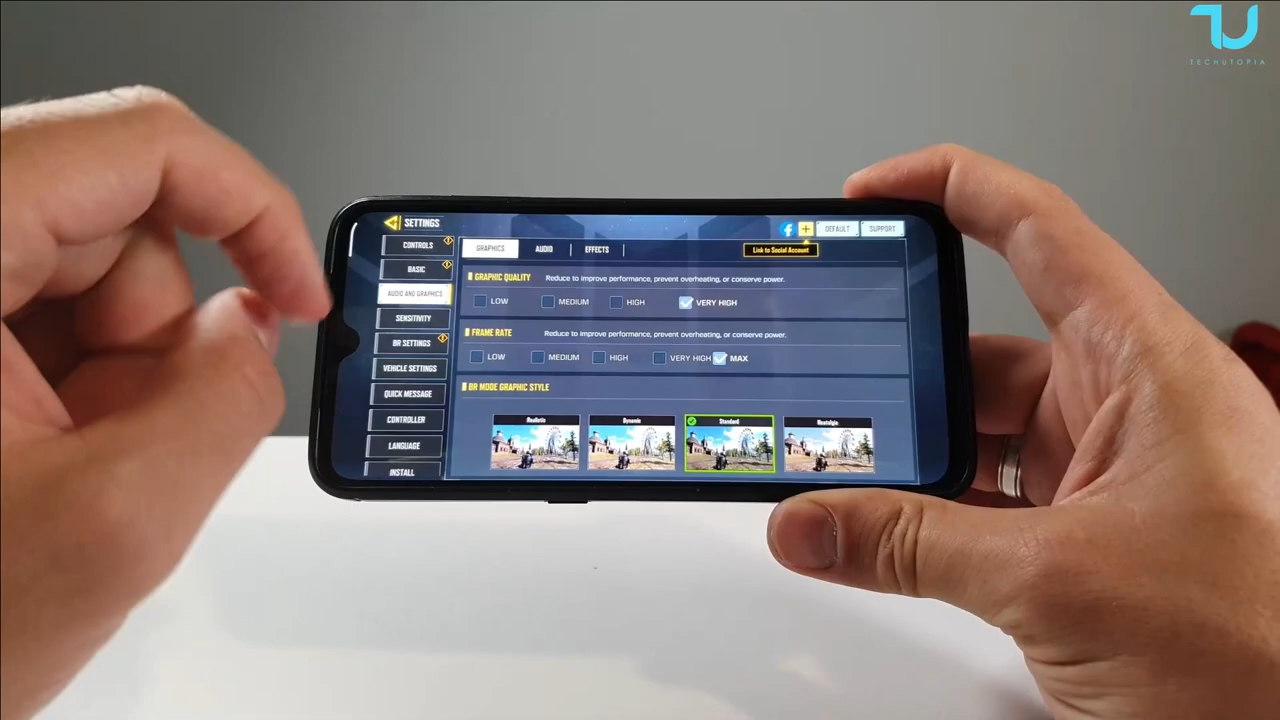 TECHUTOPIA
SETTINGS
DEFAULT
SUPPORT
CONTROLS
BASIC
AUDIO AND GRAPHICS
SENSITIVITY
BR SETTINGS
VEHICLE SETTINGS
QUICK MESSAGE
CONTROLLER
LANGUAGE
INSTALL
GRAPHICS
AUDIO
EFFECTS
Link to Social Account
GRAPHIC QUALITY Reduce to improve performance, prevent overheating, or conserve power.
LOW MEDIUM HIGH VERY HIGH
FRAME RATE Reduce to improve performance, prevent overheating, or conserve power.
LOW MEDIUM HIGH VERY HIGH MAX
BR MODE GRAPHIC STYLE
Realistic Dynamic Standard Nostalgia